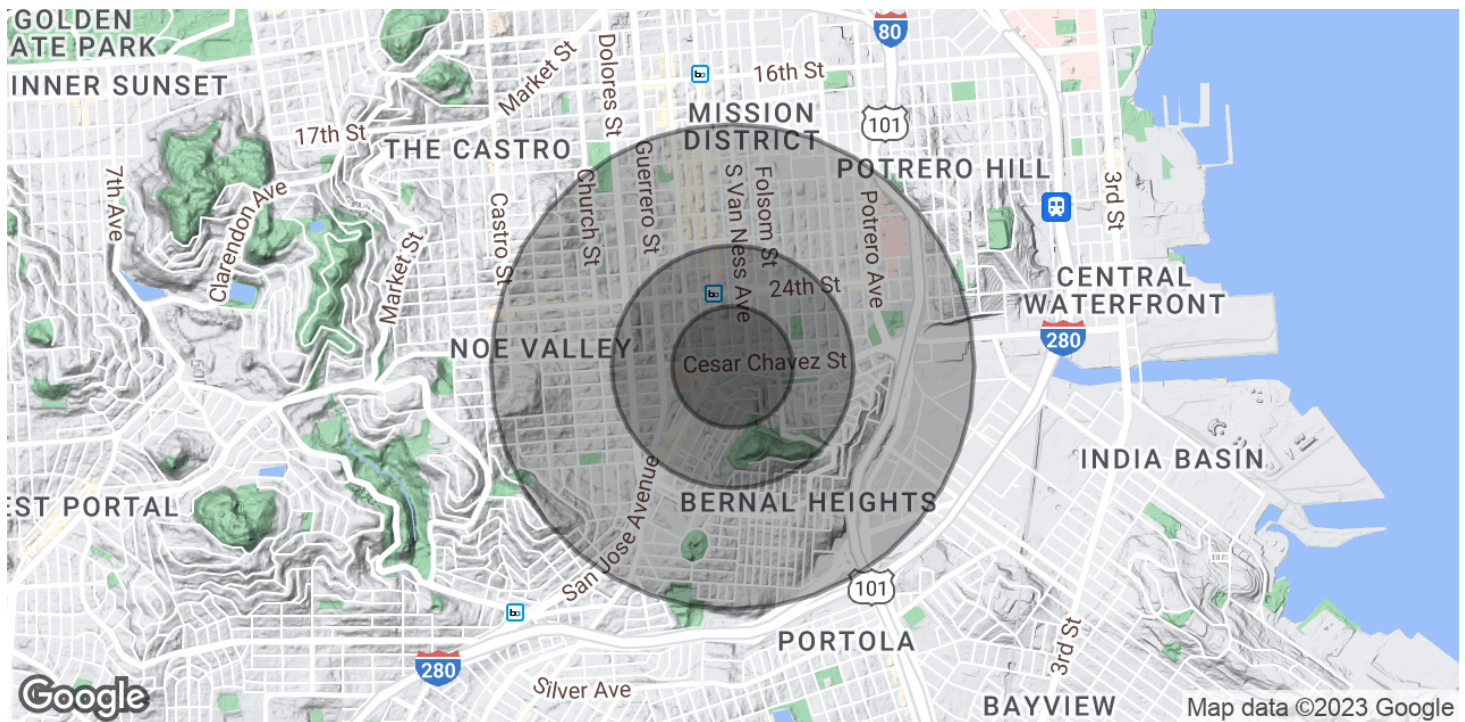 GOLDEN
ATE PARK
INNER SUNSET
80
Dolores St
Market St
16th St
MISSION
DISTRICT
101
17th St
THE CASTRO
POTRERO HILL
7th Ave
Clarendon Ave
Market St
Castro St
Church St
Guerrero St
S Van Ness Ave
Folsom St
Potrero Ave
3rd St
24th St
CENTRAL
WATERFRONT
280
NOE VALLEY
Cesar Chavez St
INDIA BASIN
EST PORTAL
BERNAL HEIGHTS
San Jose Avenue
101
PORTOLA
280
3rd St
Silver Ave
BAYVIEW
Google
Map data ©2023 Google